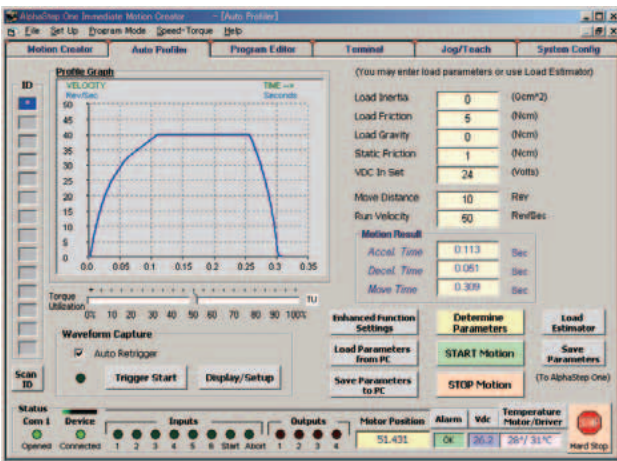 AlphaStep One Immediate Motion Creator - [Auto Profiler]
File Set Up Program Mode Speed-Torque Help
Motion Creator Auto Profiler Program Editor Terminal Jog/Teach System Config
ID
*
Profile Graph
VELOCITY TIME -->
Rev/Sec Seconds
50
45
40
35
30
25
20
15
10
5
0
0.0 0.05 0.1 0.15 0.2 0.25 0.3 0.35
Torque
Utilization
TU
0% 10 20 30 40 50 60 70 80 90 100%
Waveform Capture
Auto Retrigger
Trigger Start Display/Setup
Scan
ID
(You may enter load parameters or use Load Estimator)
Load Inertia 0 (Gcm^2)
Load Friction 5 (Ncm)
Load Gravity 0 (Ncm)
Static Friction 1 (Ncm)
VDC In Set 24 (Volts)
Move Distance 10 Rev
Run Velocity 50 Rev/Sec
Motion Result
Accel. Time 0.113 Sec
Decel. Time 0.051 Sec
Move Time 0.309 Sec
Enhanced Function
Settings
Determine
Parameters
Load
Estimator
Load Parameters
from PC
START Motion
Save
Parameters
(To AlphaStep One)
Save Parameters
to PC
STOP Motion
Status
Com 1 Device Inputs Outputs Motor Position Alarm Vdc Temperature
Motor/Driver
51.431 OK 26.2 28°/ 31°C
Opened Connected 1 2 3 4 5 6 Start Abort 1 2 3 4
STOP
Hard Stop